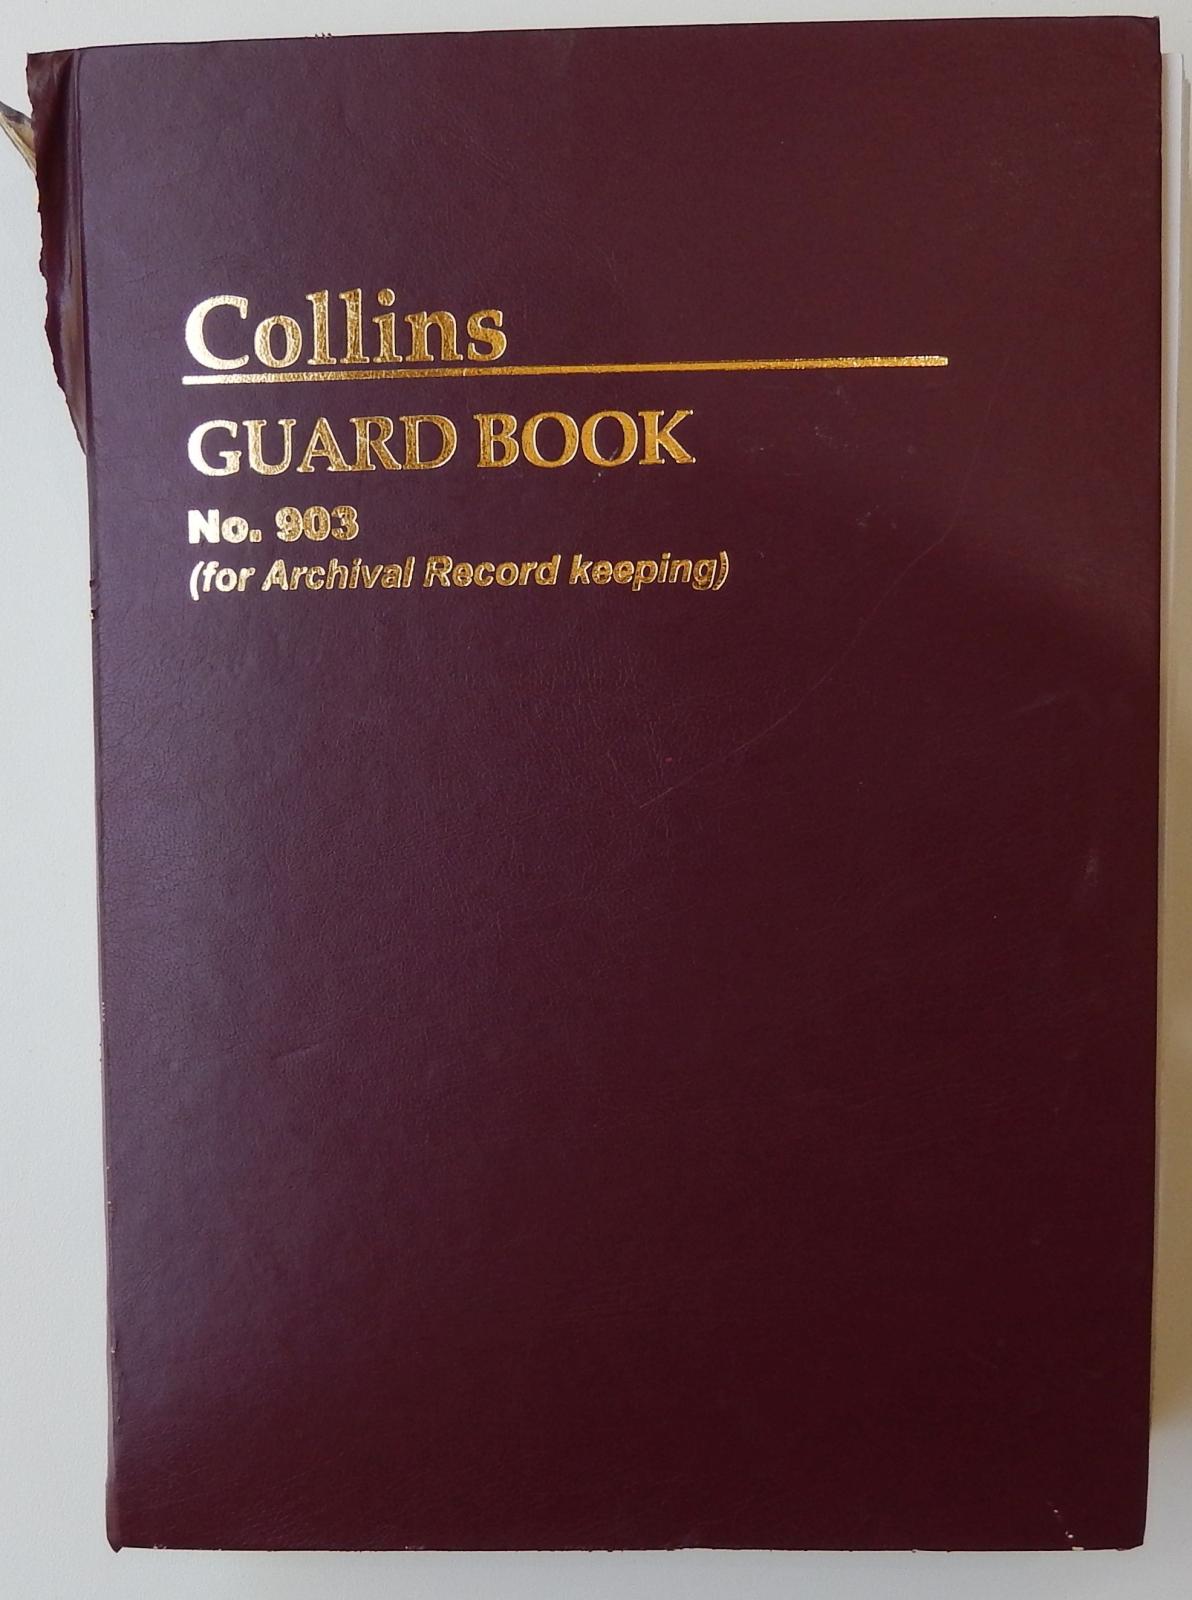 Collins
GUARD BOOK
No. 903
(for Archival Record keeping)